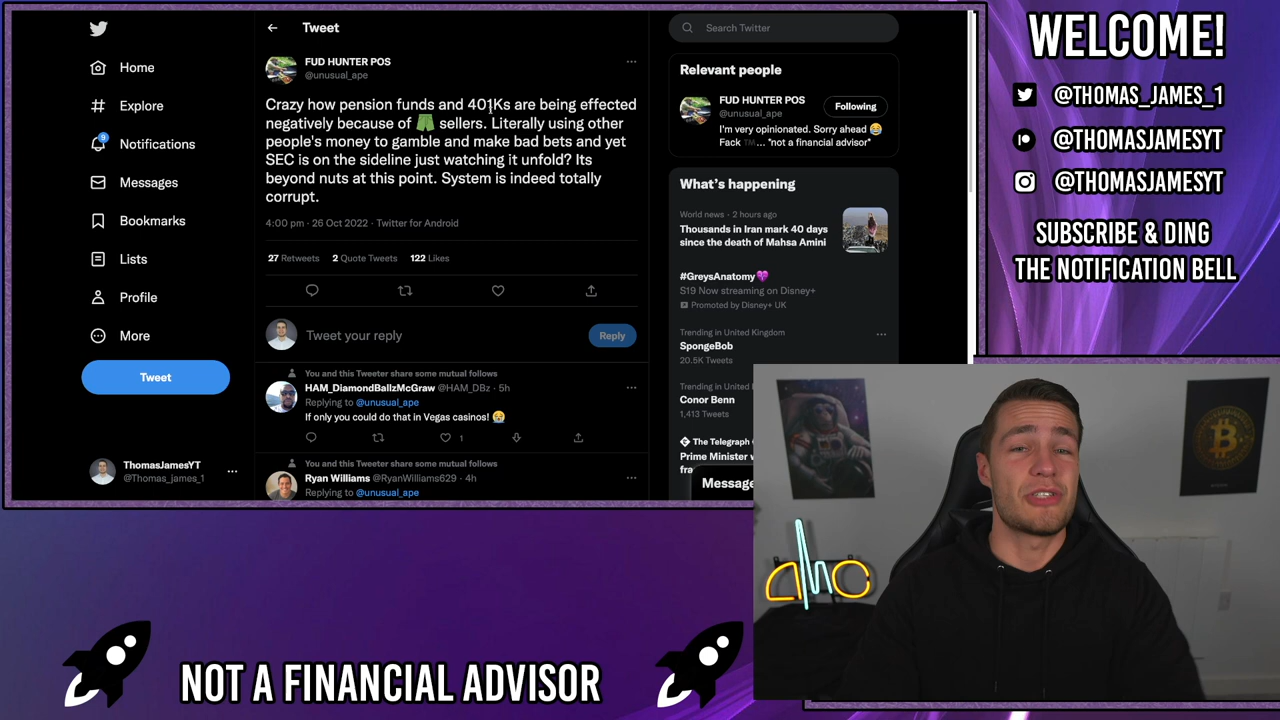 Tweet
Search Twitter
Home
Explore
9
Notifications
Messages
Bookmarks
Lists
Profile
More
Tweet
ThomasJamesYT
@Thomas_james_1
FUD HUNTER POS
@unusual_ape
Crazy how pension funds and 401Ks are being effected
negatively because of 🩳 sellers. Literally using other
people's money to gamble and make bad bets and yet
SEC is on the sideline just watching it unfold? Its
beyond nuts at this point. System is indeed totally
corrupt.
4:00 pm · 26 Oct 2022 · Twitter for Android
27 Retweets 2 Quote Tweets 122 Likes
Tweet your reply
Reply
You and this Tweeter share some mutual follows
HAM_DiamondBallzMcGraw @HAM_DBz · 5h
Replying to @unusual_ape
If only you could do that in Vegas casinos! 😭
1
You and this Tweeter share some mutual follows
Ryan Williams @RyanWilliams629 · 4h
Replying to @unusual_ape
Relevant people
FUD HUNTER POS
@unusual_ape
Following
I'm very opinionated. Sorry ahead 😂
Fack ™... *not a financial advisor*
What's happening
World news · 2 hours ago
Thousands in Iran mark 40 days
since the death of Mahsa Amini
#GreysAnatomy💜
S19 Now streaming on Disney+
Promoted by Disney+ UK
Trending in United Kingdom
SpongeBob
20.5K Tweets
Trending in United
Conor Benn
1,413 Tweets
The Telegraph
Prime Minister
fra
Message
WELCOME!
@THOMAS_JAMES_1
@THOMASJAMESYT
@THOMASJAMESYT
SUBSCRIBE & DING
THE NOTIFICATION BELL
NOT A FINANCIAL ADVISOR